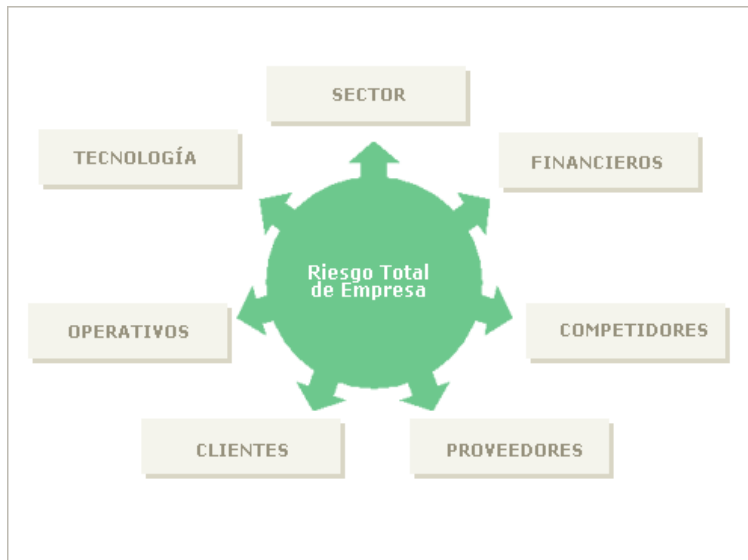 SECTOR
TECNOLOGÍA
FINANCIEROS
Riesgo Total
de Empresa
OPERATIVOS
COMPETIDORES
CLIENTES
PROVEEDORES